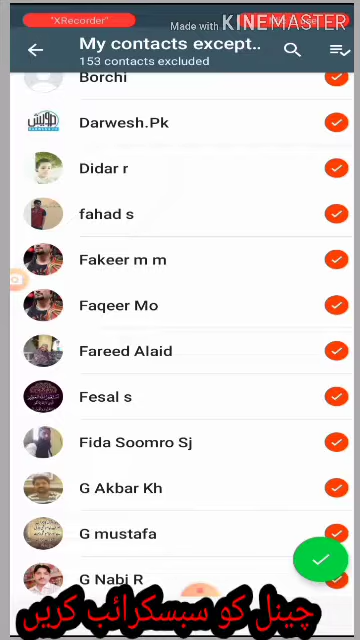 "XRecorder"
Made with KINEMASTER
My contacts except..
153 contacts excluded
Borchi
Darwesh.Pk
درویش
Didar r
fahad s
Fakeer m m
Faqeer Mo
Fareed Alaid
Fesal s
Fida Soomro Sj
G Akbar Kh
G mustafa
G Nabi R
چینل کو سبسکرائب کریں